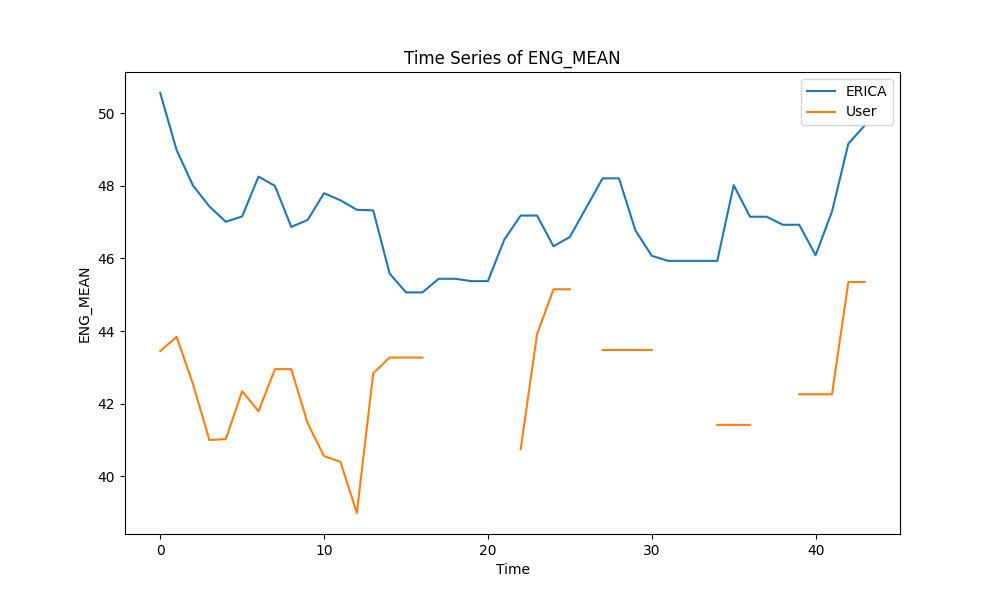 Time Series of ENG_MEAN
ERICA
User
50
48
46
44
42
40
ENG_MEAN
0 10 20 30 40
Time